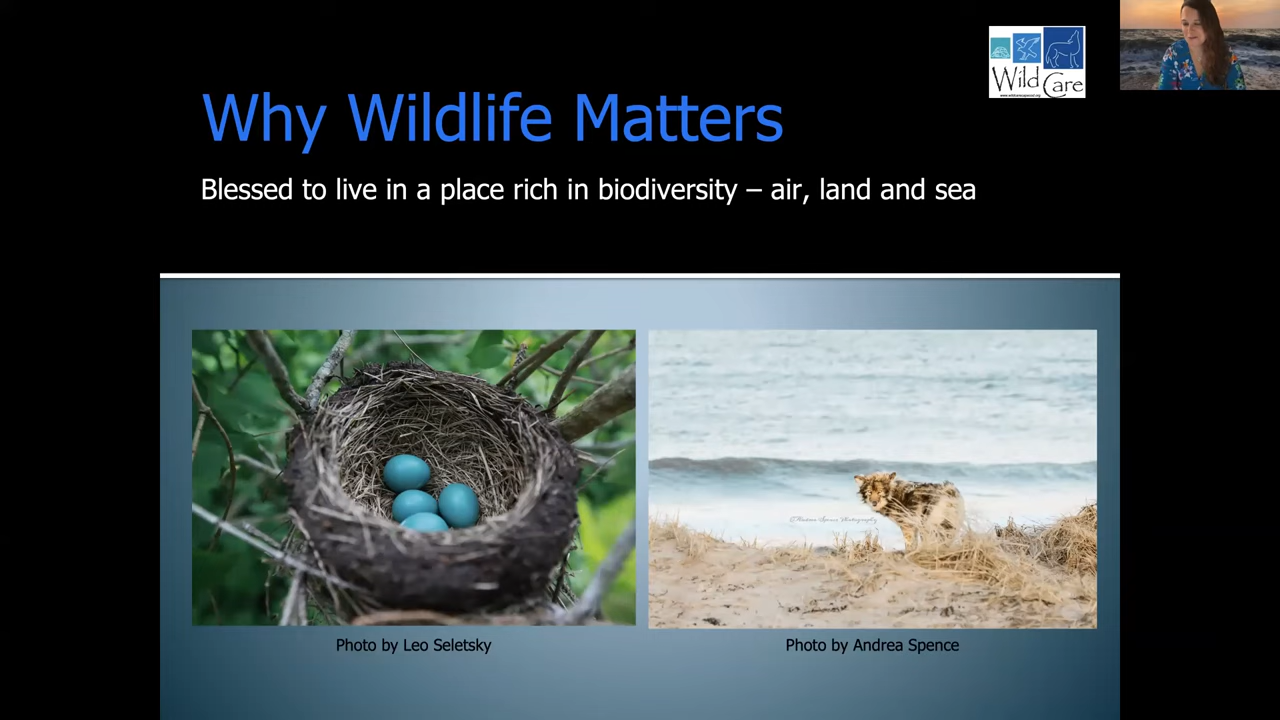 Wild Care
Why Wildlife Matters
Blessed to live in a place rich in biodiversity – air, land and sea
Photo by Leo Seletsky
Photo by Andrea Spence